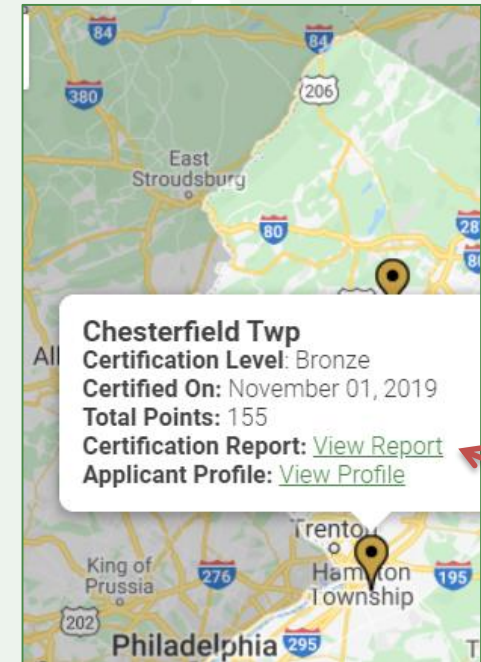 84
84
380
206
East
Stroudsburg
80
28
Chesterfield Twp
Certification Level: Bronze
Certified On: November 01, 2019
Total Points: 155
Certification Report: View Report
Applicant Profile: View Profile
Trenton
King of
Prussia
276
Hamilton
Township
195
202
Philadelphia
295